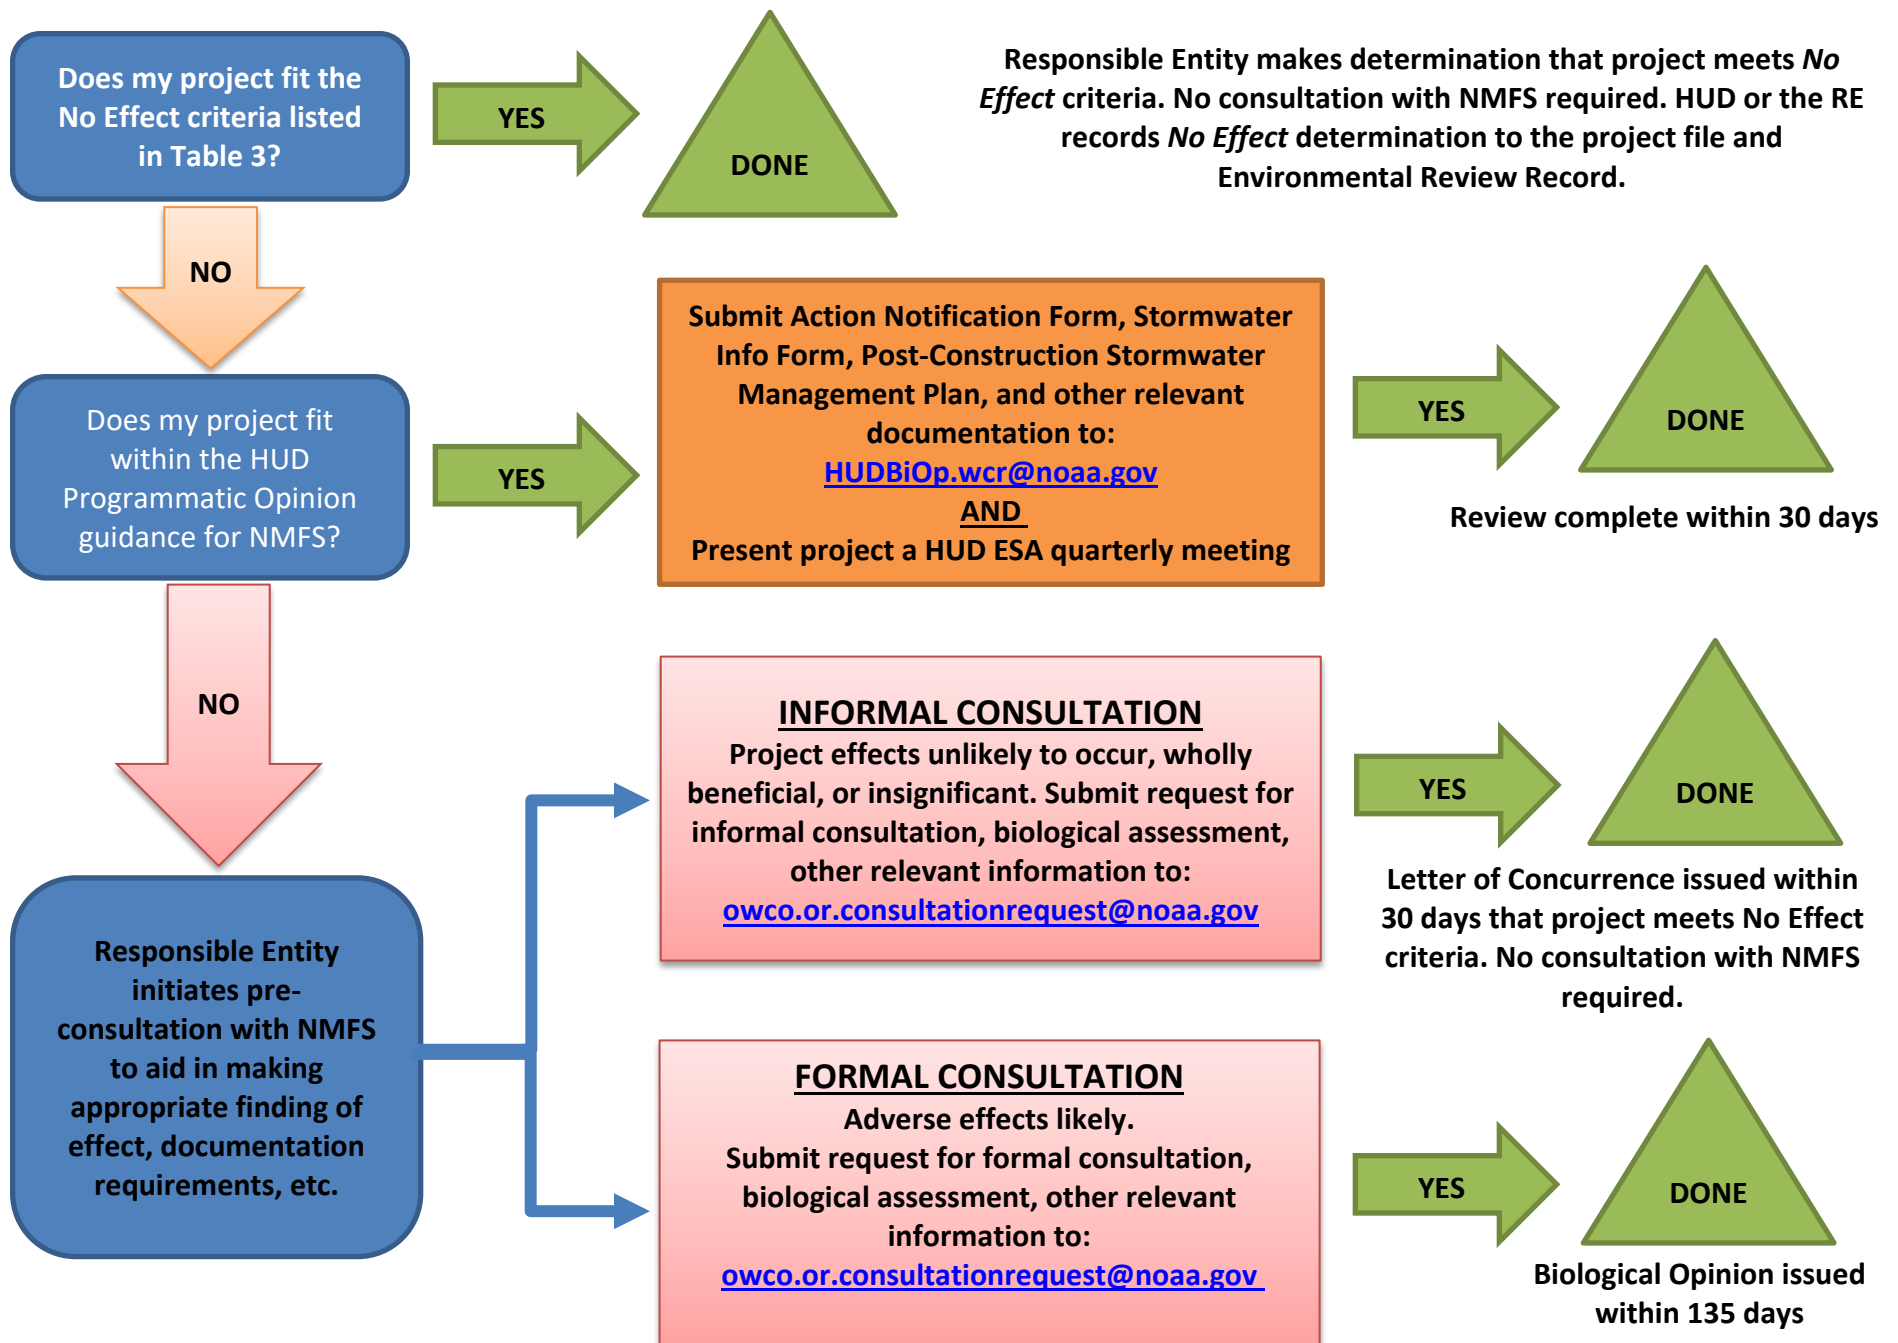 Does my project fit the
No Effect criteria listed
in Table 3?
YES
DONE
Responsible Entity makes determination that project meets No
Effect criteria. No consultation with NMFS required. HUD or the RE
records No Effect determination to the project file and
Environmental Review Record.
NO
Does my project fit
within the HUD
Programmatic Opinion
guidance for NMFS?
YES
Submit Action Notification Form, Stormwater
Info Form, Post-Construction Stormwater
Management Plan, and other relevant
documentation to:
HUDBiOp.wcr@noaa.gov
AND
Present project a HUD ESA quarterly meeting
YES
DONE
Review complete within 30 days
NO
Responsible Entity
initiates pre-
consultation with NMFS
to aid in making
appropriate finding of
effect, documentation
requirements, etc.
INFORMAL CONSULTATION
Project effects unlikely to occur, wholly
beneficial, or insignificant. Submit request for
informal consultation, biological assessment,
other relevant information to:
owco.or.consultationrequest@noaa.gov
YES
DONE
Letter of Concurrence issued within
30 days that project meets No Effect
criteria. No consultation with NMFS
required.
FORMAL CONSULTATION
Adverse effects likely.
Submit request for formal consultation,
biological assessment, other relevant
information to:
owco.or.consultationrequest@noaa.gov
YES
DONE
Biological Opinion issued
within 135 days